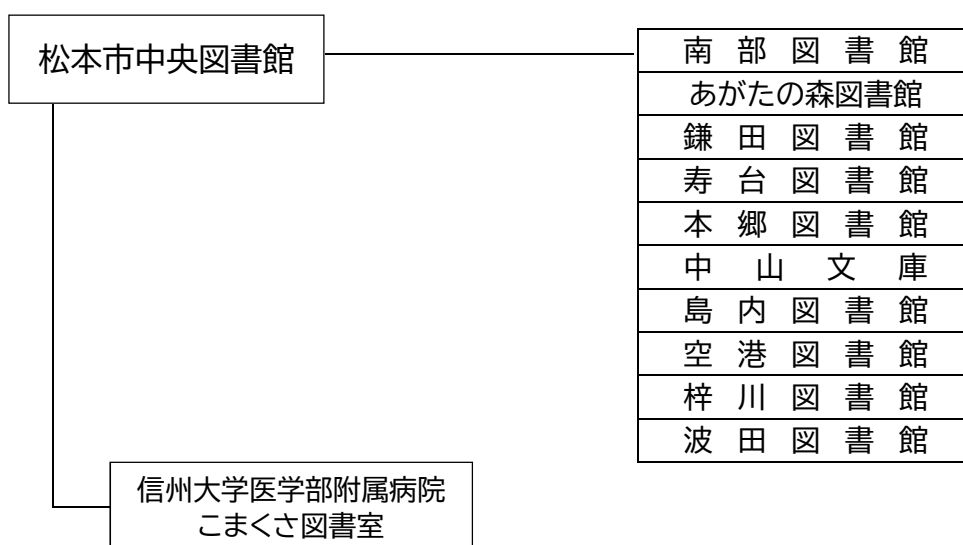 松本市中央図書館
南部図書館
あがたの森図書館
鎌田図書館
寿台図書館
本郷図書館
中山文庫
島内図書館
空港図書館
梓川図書館
波田図書館
信州大学医学部附属病院
こまくさ図書室